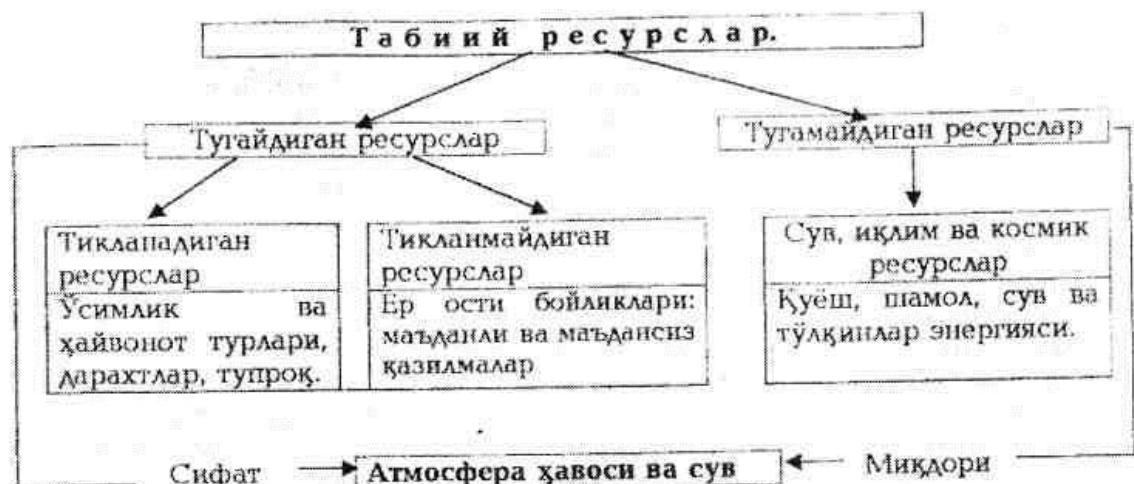 Табиий ресурслар.
Тугайдиган ресурслар
Тугамайдиган ресурслар
Тикланадиган
ресурслар
Ўсимлик ва
ҳайвонот турлари,
дарахтлар, тупроқ.
Тикланмайдиган
ресурслар
Ер ости бойликлари:
маъданли ва маъдансиз
қазилмалар
Сув, иқлим ва космик
ресурслар
Қуёш, шамол, сув ва
тўлқинлар энергияси.
Сифат
Атмосфера ҳавоси ва сув
Миқдори